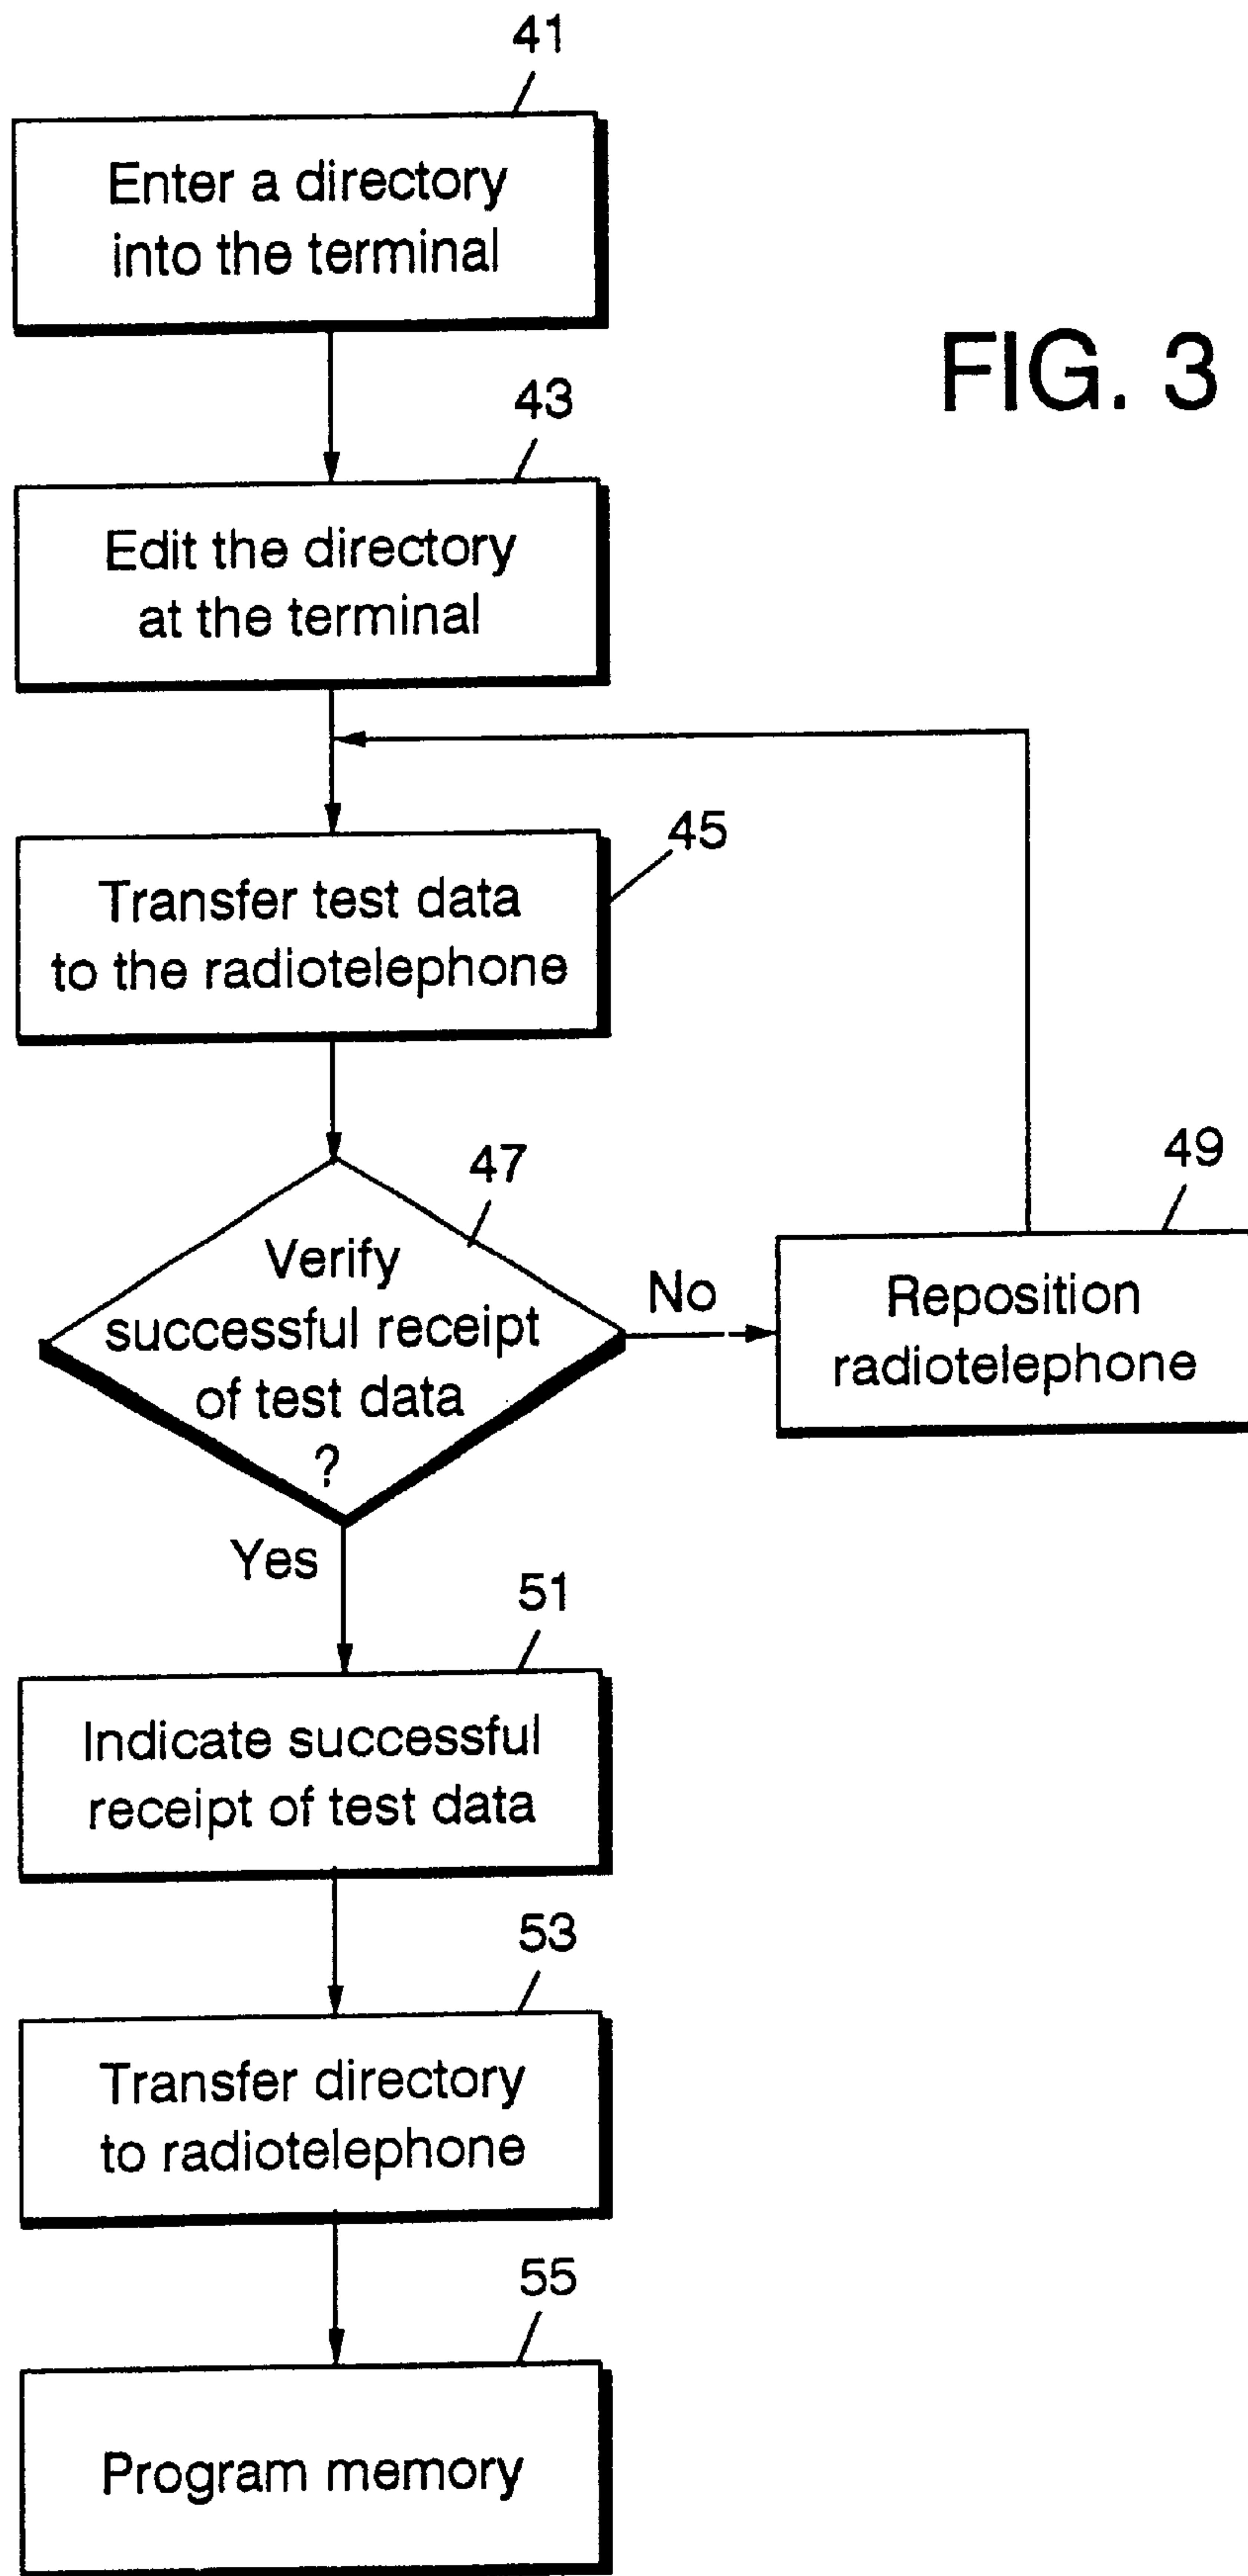 41
Enter a directory
into the terminal
FIG. 3
43
Edit the directory
at the terminal
45
Transfer test data
to the radiotelephone
47
Verify
successful receipt
of test data
?
No
49
Reposition
radiotelephone
Yes
51
Indicate successful
receipt of test data
53
Transfer directory
to radiotelephone
55
Program memory